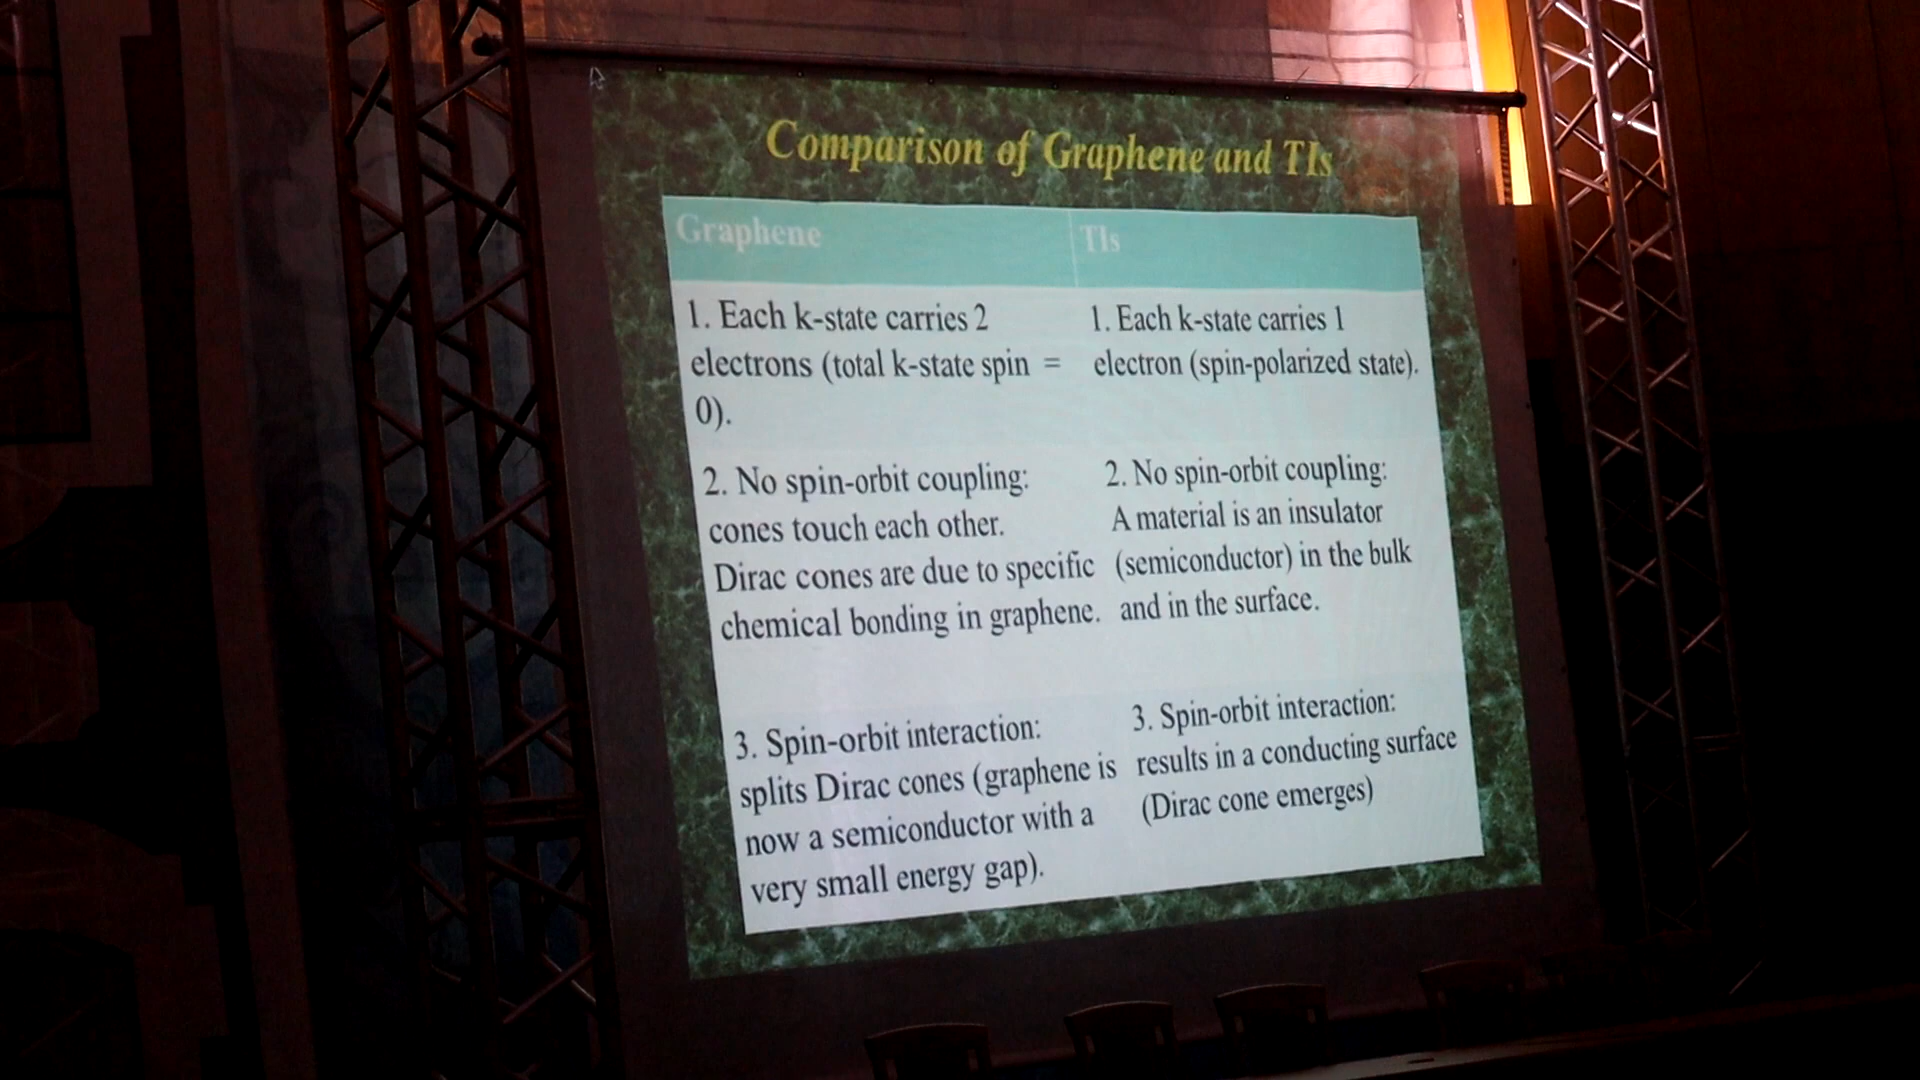 Comparison of Graphene and TIs
Graphene
TIs
1. Each k-state carries 2
electrons (total k-state spin =
0).
1. Each k-state carries 1
electron (spin-polarized state).
2. No spin-orbit coupling:
cones touch each other.
Dirac cones are due to specific
chemical bonding in graphene.
2. No spin-orbit coupling:
A material is an insulator
(semiconductor) in the bulk
and in the surface.
3. Spin-orbit interaction:
splits Dirac cones (graphene is
now a semiconductor with a
very small energy gap).
3. Spin-orbit interaction:
results in a conducting surface
(Dirac cone emerges)